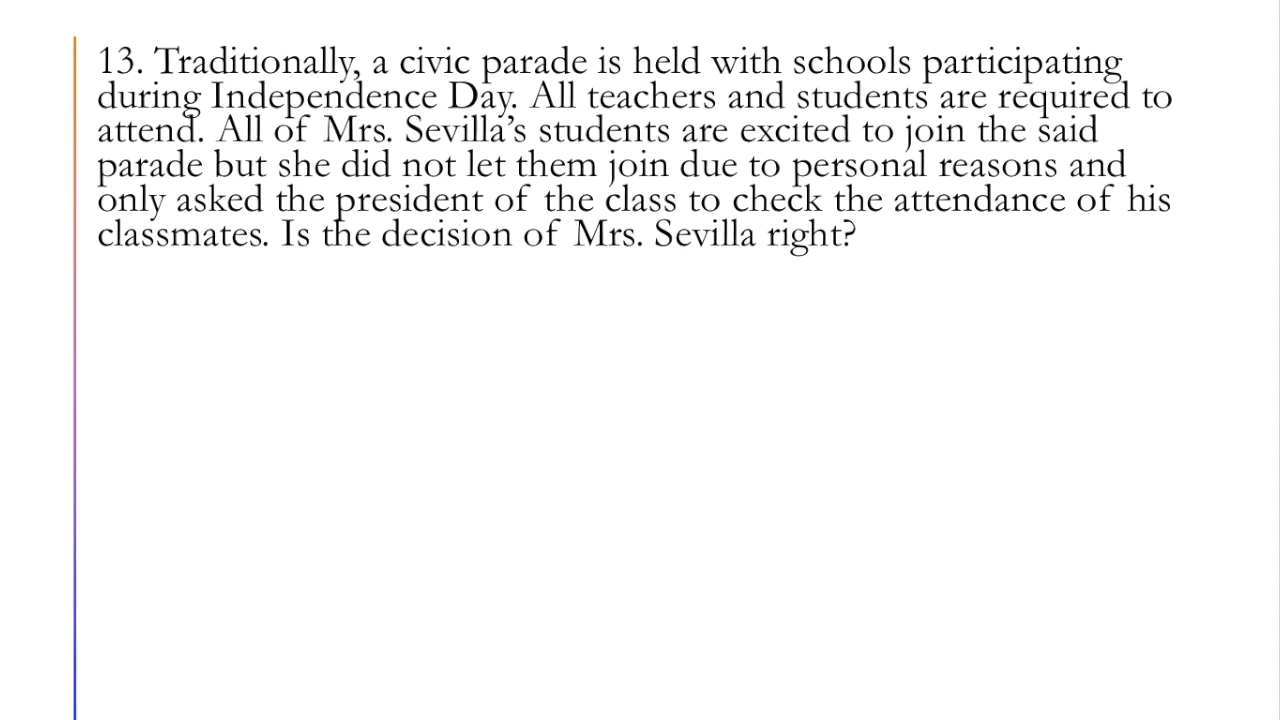 13. Traditionally, a civic parade is held with schools participating
during Independence Day. All teachers and students are required to
attend. All of Mrs. Sevilla’s students are excited to join the said
parade but she did not let them join due to personal reasons and
only asked the president of the class to check the attendance of his
classmates. Is the decision of Mrs. Sevilla right?